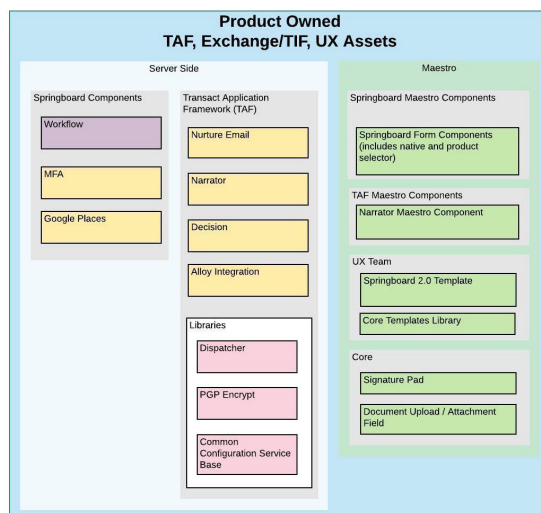 Product Owned
TAF, Exchange/TIF, UX Assets
Server Side
Springboard Components
Workflow
MFA
Google Places
Transact Application
Framework (TAF)
Nurture Email
Narrator
Decision
Alloy Integration
Libraries
Dispatcher
PGP Encrypt
Common
Configuration Service
Base
Maestro
Springboard Maestro Components
Springboard Form Components
(includes native and product
selector)
TAF Maestro Components
Narrator Maestro Component
UX Team
Springboard 2.0 Template
Core Templates Library
Core
Signature Pad
Document Upload / Attachment
Field